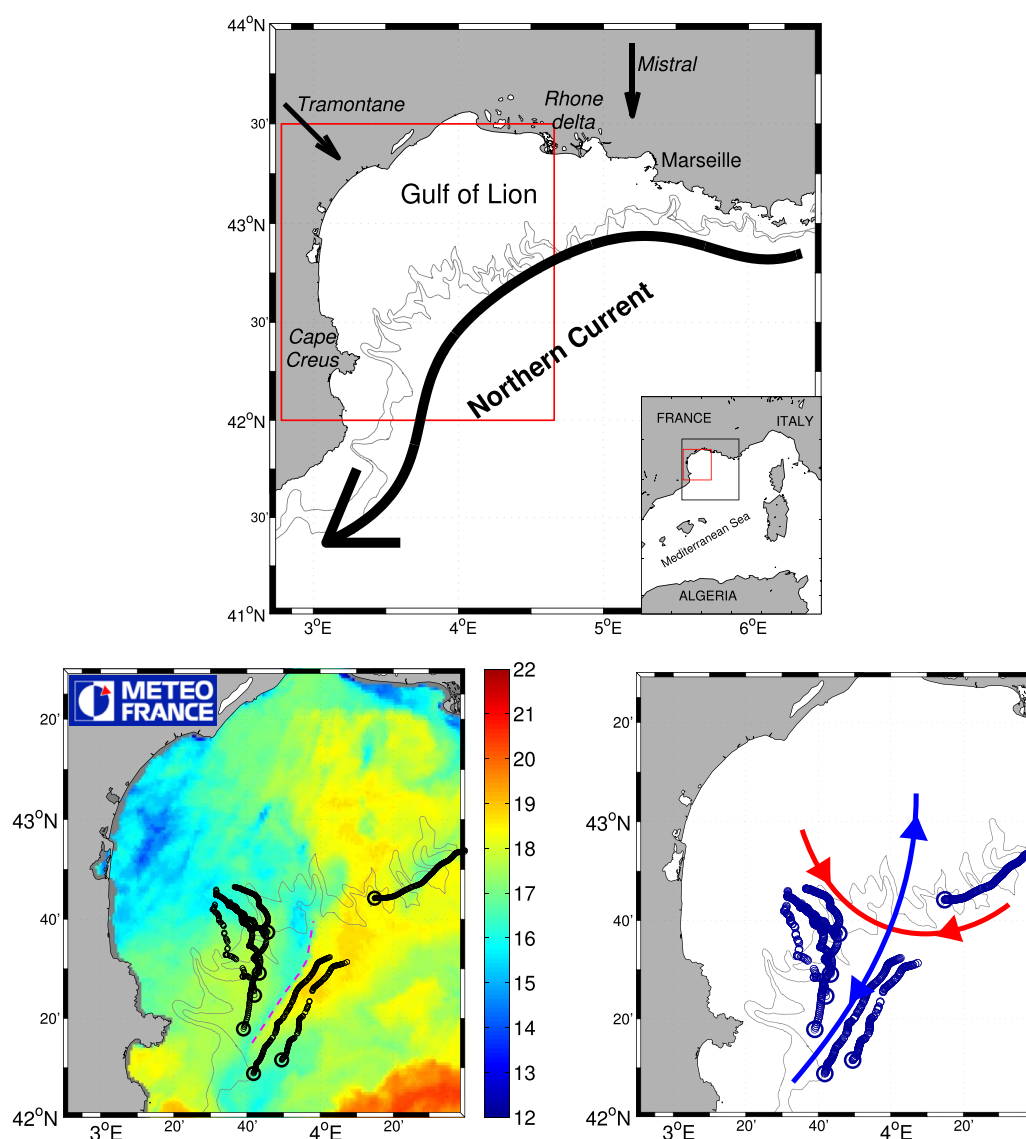 44°N
Mistral
Tramontane
Rhone
delta
30'
Marseille
Gulf of Lion
43°N
30'
Cape
Creus
Northern Current
42°N
FRANCE
ITALY
30'
Mediterranean Sea
ALGERIA
41°N
3°E
4°E
5°E
6°E
METEO
FRANCE
20'
43°N
40'
20'
42°N
3°E
20'
40'
4°E
20'
22
21
20
19
18
17
16
15
14
13
12
20'
43°N
40'
20'
42°N
3°E
20'
40'
4°E
20'